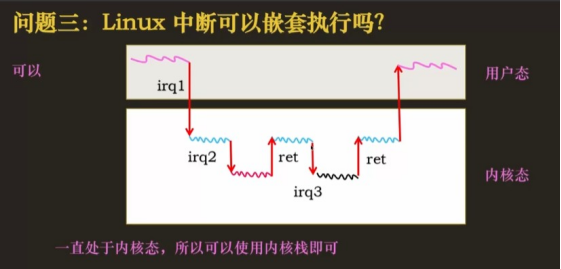 问题三：Linux 中断可以嵌套执行吗？
可以
用户态
irq1
irq2
ret
ret
irq3
内核态
一直处于内核态，所以可以使用内核栈即可